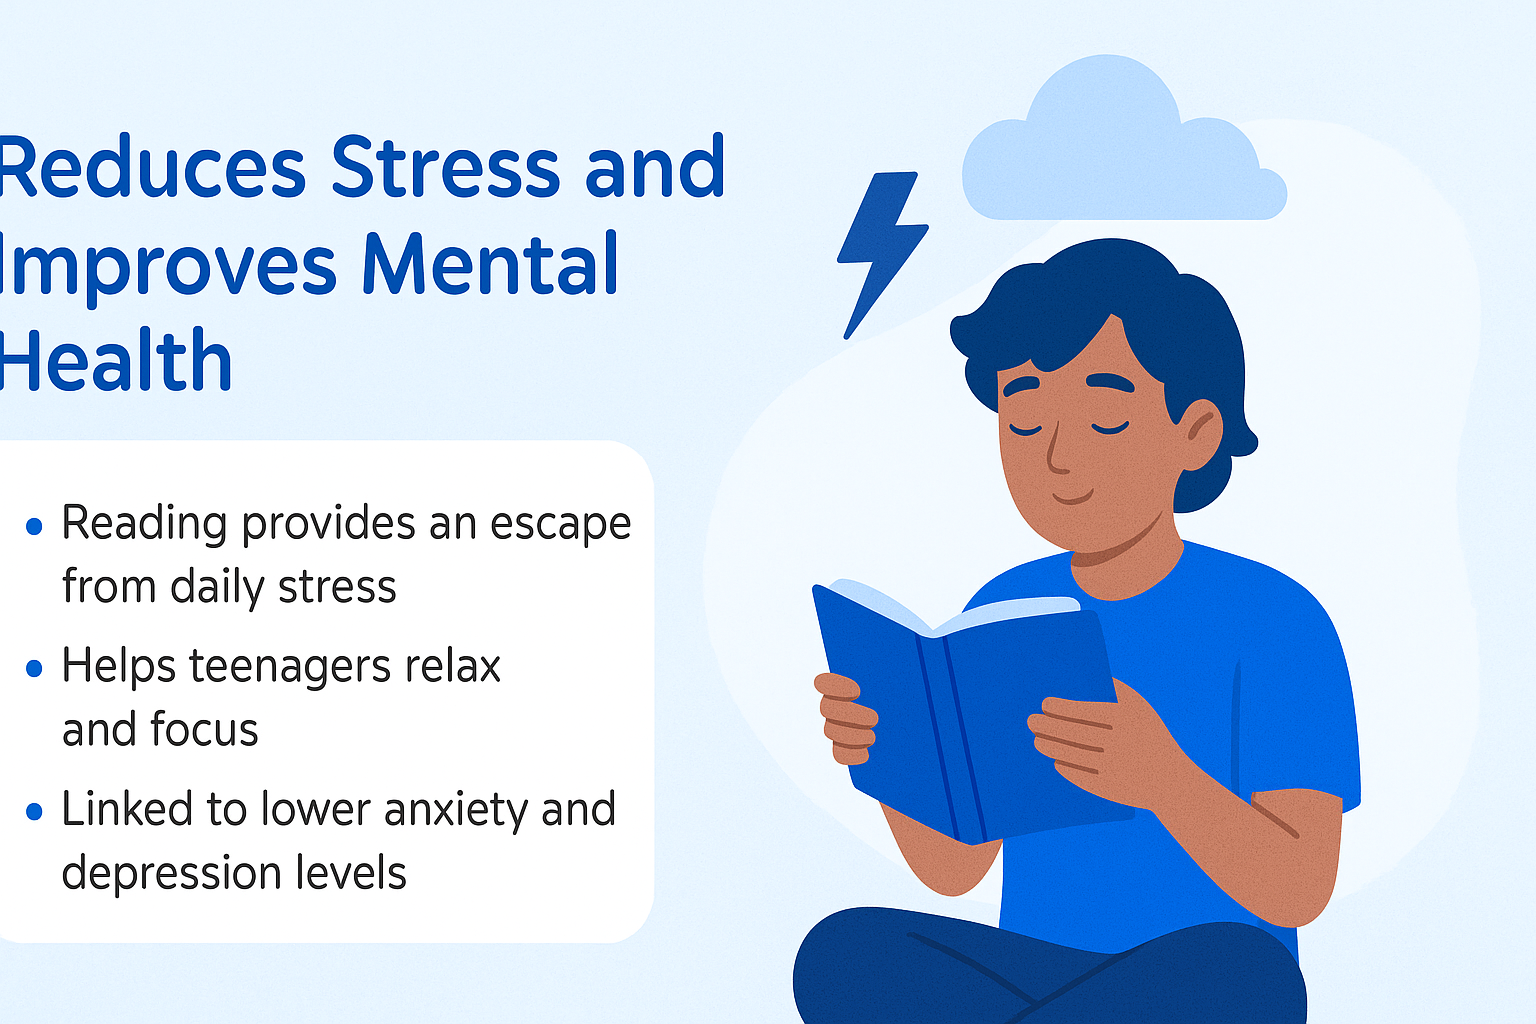 Reduces Stress and
Improves Mental
Health
• Reading provides an escape
from daily stress
• Helps teenagers relax
and focus
• Linked to lower anxiety and
depression levels